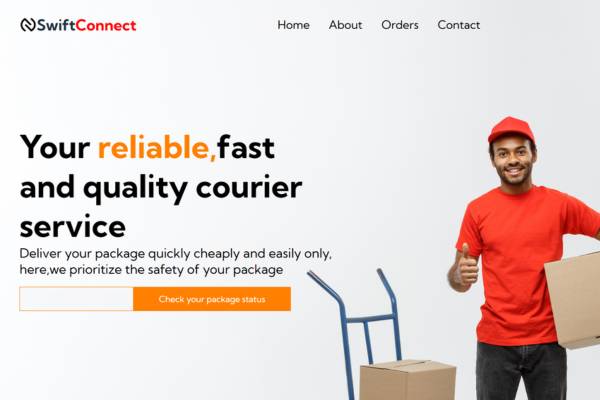 SwiftConnect
Home About Orders Contact
Your reliable,fast
and quality courier
service
Deliver your package quickly cheaply and easily only,
here,we prioritize the safety of your package
Check your package status